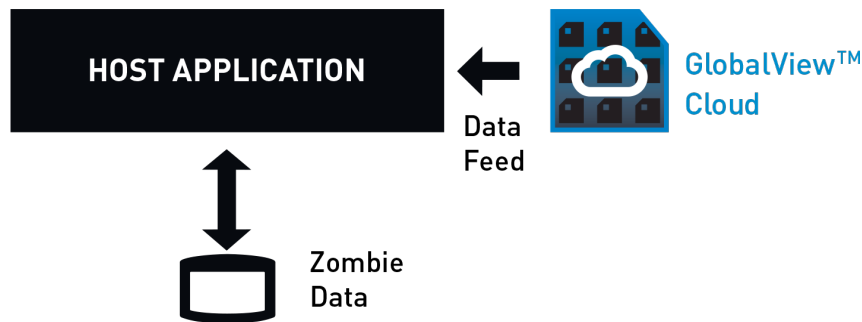 HOST APPLICATION
GlobalView™
Cloud
Data
Feed
Zombie
Data